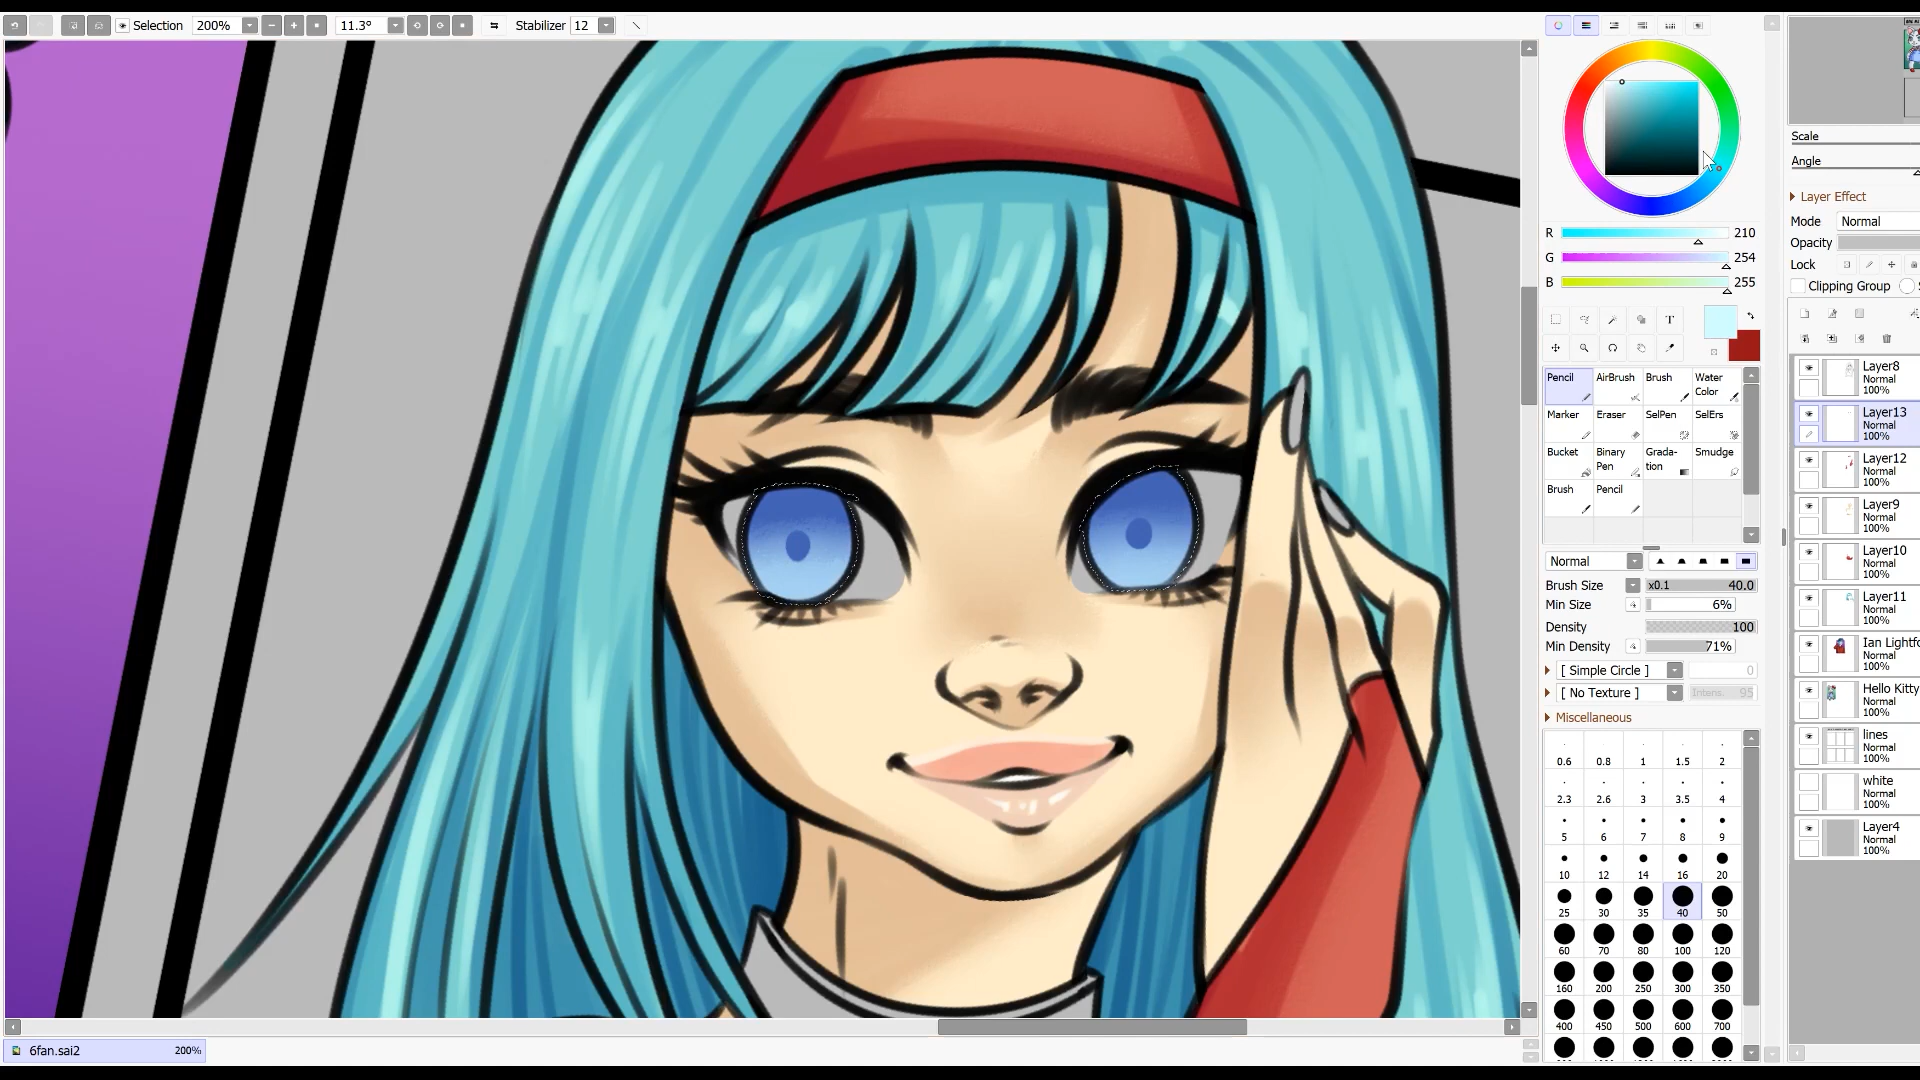 Selection 200% 11.3° Stabilizer 12
R 210
G 254
B 255
T
Pencil AirBrush Brush Water Color
Marker Eraser SelPen SelErs
Bucket Binary Pen Grada-tion Smudge
Brush Pencil
Normal
Brush Size x0.1 40.0
Min Size 6%
Density 100
Min Density 71%
[ Simple Circle ] 0
[ No Texture ] Intens. 95
Miscellaneous
0.6 0.8 1 1.5 2
2.3 2.6 3 3.5 4
5 6 7 8 9
10 12 14 16 20
25 30 35 40 50
60 70 80 100 120
160 200 250 300 350
400 450 500 600 700
Scale
Angle
Layer Effect
Mode Normal
Opacity
Lock
Clipping Group
Layer8
Normal
100%
Layer13
Normal
100%
Layer12
Normal
100%
Layer9
Normal
100%
Layer10
Normal
100%
Layer11
Normal
100%
Ian Lightfo
Normal
100%
Hello Kitty
Normal
100%
lines
Normal
100%
white
Normal
100%
Layer4
Normal
100%
6fan.sai2 200%